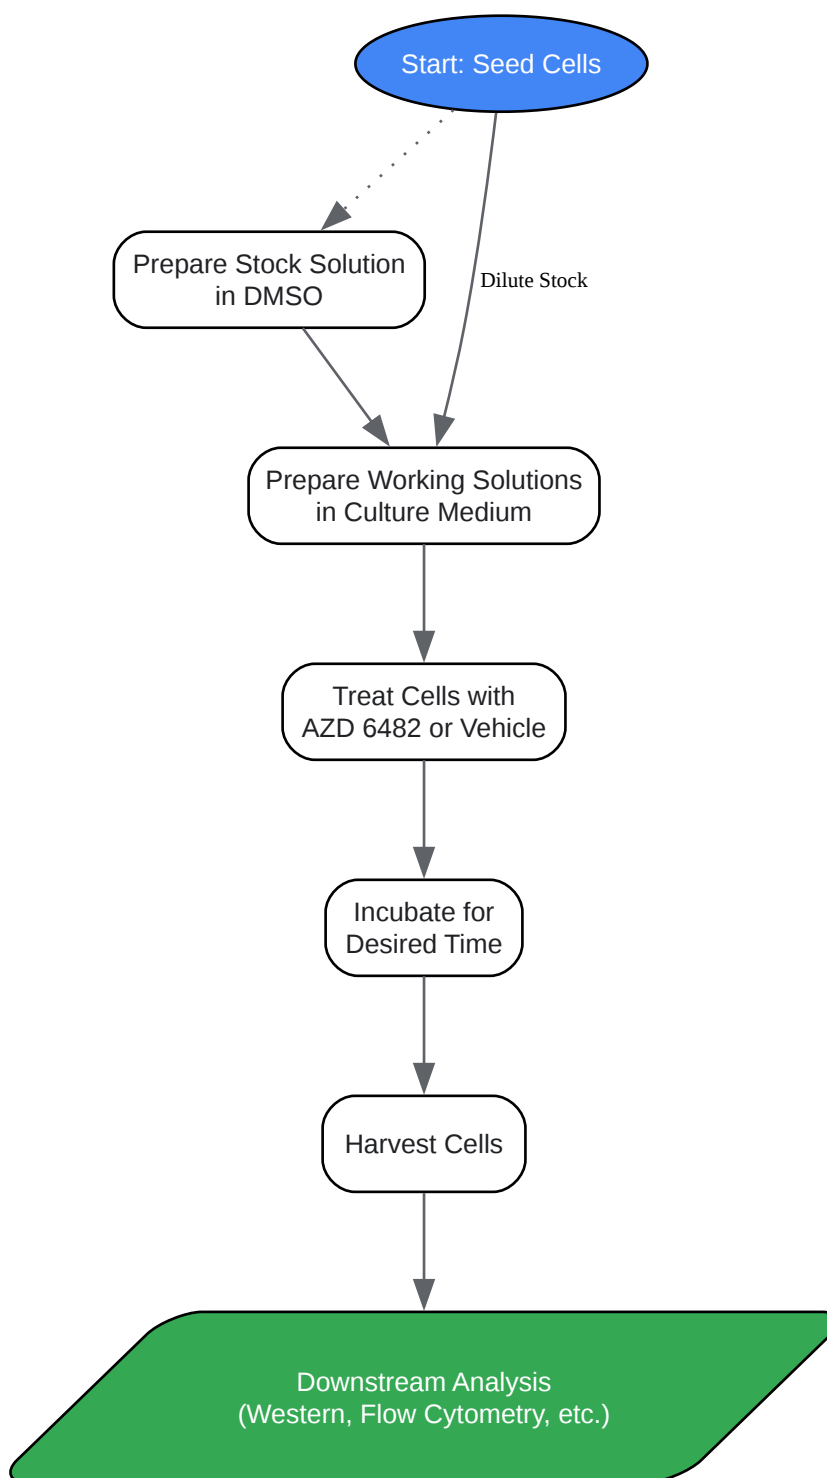 Start: Seed Cells
Prepare Stock Solution
in DMSO
Dilute Stock
Prepare Working Solutions
in Culture Medium
Treat Cells with
AZD 6482 or Vehicle
Incubate for
Desired Time
Harvest Cells
Downstream Analysis
(Western, Flow Cytometry, etc.)